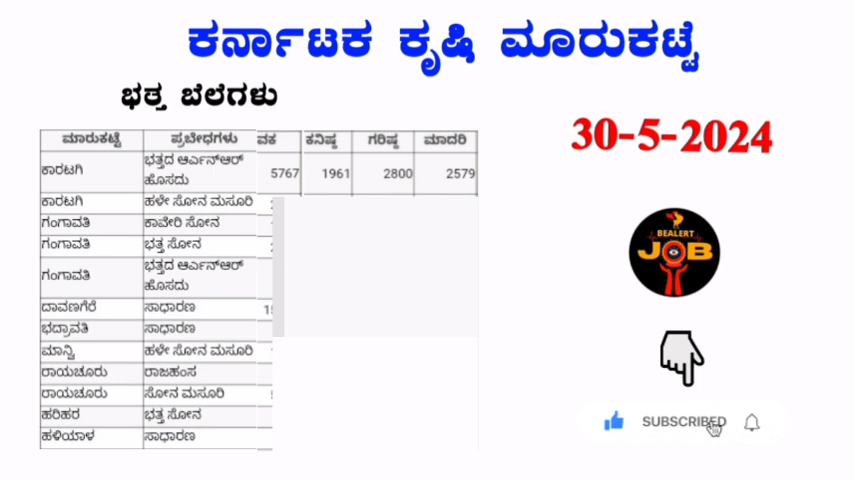 ಕರ್ನಾಟಕ ಕೃಷಿ ಮಾರುಕಟ್ಟೆ
ಭತ್ತ ಬೆಲೆಗಳು
30-5-2024
ಮಾರುಕಟ್ಟೆ ಪ್ರಬೇಧಗಳು ವಕ ಕನಿಷ್ಠ ಗರಿಷ್ಠ ಮಾದರಿ
ಕಾರಟಗಿ ಭತ್ತದ ಆರ್ಎನ್ಆರ್ ಹೊಸದು 5767 1961 2800 2579
ಕಾರಟಗಿ ಹಳೇ ಸೋನ ಮಸೂರಿ
ಗಂಗಾವತಿ ಕಾವೇರಿ ಸೋನ
ಗಂಗಾವತಿ ಭತ್ತ ಸೋನ
ಗಂಗಾವತಿ ಭತ್ತದ ಆರ್ಎನ್ಆರ್ ಹೊಸದು
ದಾವಣಗೆರೆ ಸಾಧಾರಣ
ಭದ್ರಾವತಿ ಸಾಧಾರಣ
ಮಾನ್ವಿ ಹಳೇ ಸೋನ ಮಸೂರಿ
ರಾಯಚೂರು ರಾಜಹಂಸ
ರಾಯಚೂರು ಸೋನ ಮಸೂರಿ
ಹರಿಹರ ಭತ್ತ ಸೋನ
ಹಳಿಯಾಳ ಸಾಧಾರಣ
BEALERT
JOB
SUBSCRIBED